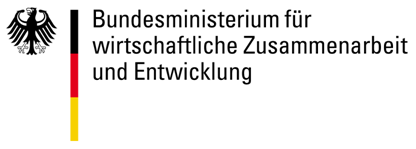 Bundesministerium für
wirtschaftliche Zusammenarbeit
und Entwicklung